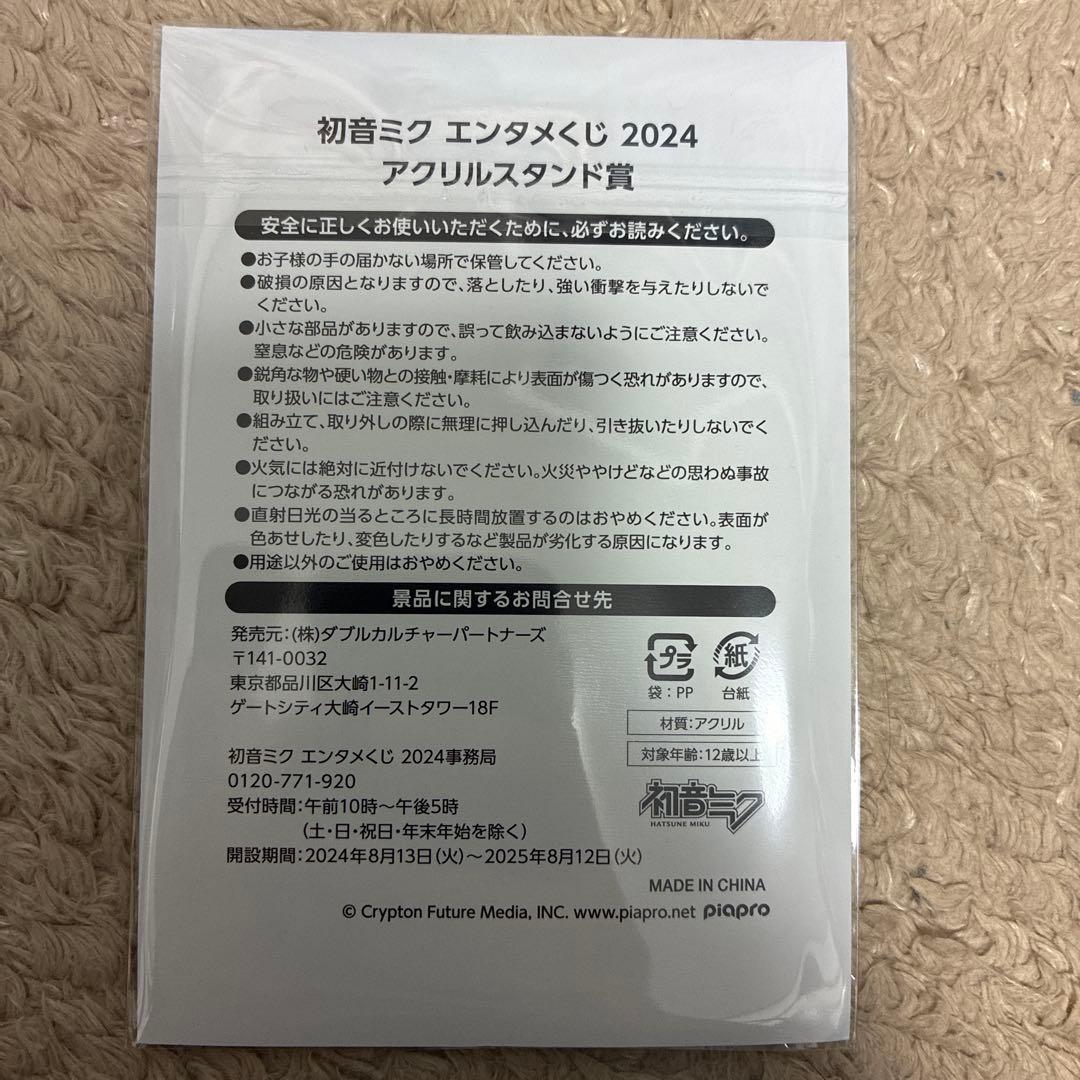 初音ミク エンタメくじ 2024
アクリルスタンド賞
安全に正しくお使いいただくために、必ずお読みください。
●お子様の手の届かない場所で保管してください。
●破損の原因となりますので、落としたり、強い衝撃を与えたりしないで
ください。
●小さな部品がありますので、誤って飲み込まないようにご注意ください。
窒息などの危険があります。
●鋭角な物や硬い物との接触・摩耗により表面が傷つく恐れがありますので、
取り扱いにはご注意ください。
●組み立て、取り外しの際に無理に押し込んだり、引き抜いたりしないでく
ださい。
●火気には絶対に近付けないでください。火災ややけどなどの思わぬ事故
につながる恐れがあります。
●直射日光の当るところに長時間放置するのはおやめください。表面が
色あせしたり、変色したりするなど製品が劣化する原因になります。
●用途以外のご使用はおやめください。
景品に関するお問合せ先
発売元：(株)ダブルカルチャーパートナーズ
〒141-0032
東京都品川区大崎1-11-2
ゲートシティ大崎イーストタワー18F
プラ
紙
袋：PP
台紙
材質：アクリル
対象年齢：12歳以上
初音ミク エンタメくじ 2024事務局
0120-771-920
受付時間：午前10時～午後5時
(土・日・祝日・年末年始を除く)
開設期間：2024年8月13日(火)～2025年8月12日(火)
初音ミク
HATSUNE MIKU
MADE IN CHINA
© Crypton Future Media, INC. www.piapro.net piapro